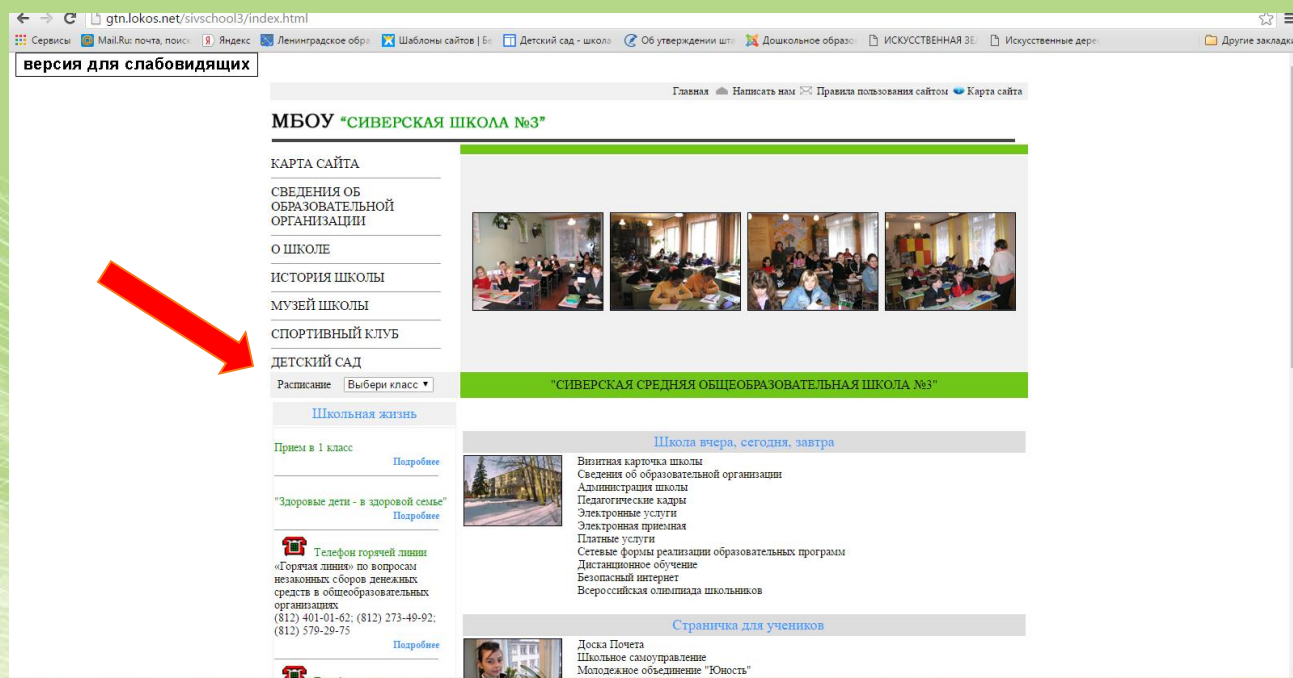 gtn.lokos.net/sivschool3/index.html
Сервисы Mail.Ru: почта, поиск Яндекс Ленинградское обра Шаблоны сайтов | Бе Детский сад - школа Об утверждении шта Дошкольное образо ИСКУССТВЕННАЯ ЗЕЛ Искусственные дере Другие закладки
версия для слабовидящих
Главная Написать нам Правила пользования сайтом Карта сайта
МБОУ "СИВЕРСКАЯ ШКОЛА №3"
КАРТА САЙТА
СВЕДЕНИЯ ОБ
ОБРАЗОВАТЕЛЬНОЙ
ОРГАНИЗАЦИИ
О ШКОЛЕ
ИСТОРИЯ ШКОЛЫ
МУЗЕЙ ШКОЛЫ
СПОРТИВНЫЙ КЛУБ
ДЕТСКИЙ САД
Расписание Выбери класс
"СИВЕРСКАЯ СРЕДНЯЯ ОБЩЕОБРАЗОВАТЕЛЬНАЯ ШКОЛА №3"
Школьная жизнь
Прием в 1 класс
Подробнее
"Здоровые дети - в здоровой семье"
Подробнее
Телефон горячей линии
«Горячая линия» по вопросам
незаконных сборов денежных
средств в общеобразовательных
организациях
(812) 401-01-62; (812) 273-49-92;
(812) 579-29-75
Подробнее
Школа вчера, сегодня, завтра
Визитная карточка школы
Сведения об образовательной организации
Администрация школы
Педагогические кадры
Электронные услуги
Электронная приемная
Платные услуги
Сетевые формы реализации образовательных программ
Дистанционное обучение
Безопасный интернет
Всероссийская олимпиада школьников
Страничка для учеников
Доска Почета
Школьное самоуправление
Молодежное объединение "Юность"